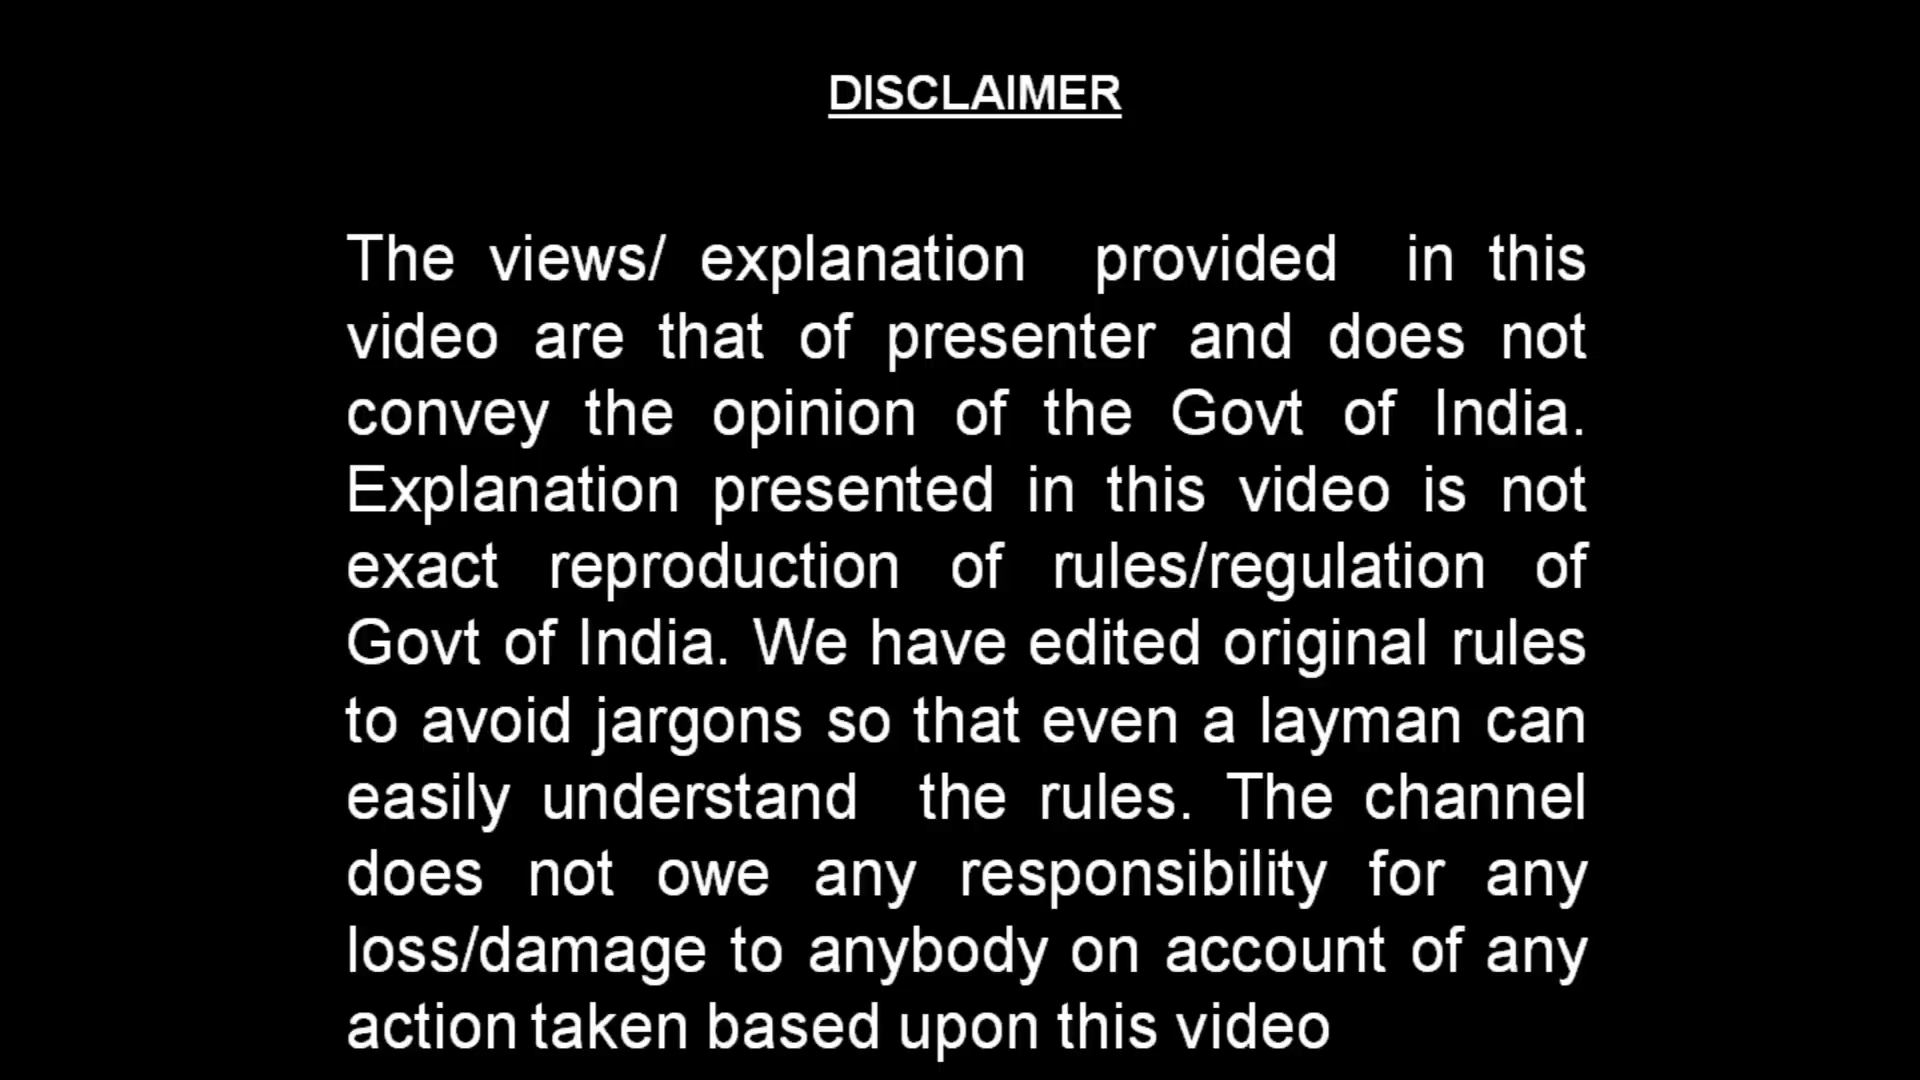 DISCLAIMER
The views/ explanation provided in this
video are that of presenter and does not
convey the opinion of the Govt of India.
Explanation presented in this video is not
exact reproduction of rules/regulation of
Govt of India. We have edited original rules
to avoid jargons so that even a layman can
easily understand the rules. The channel
does not owe any responsibility for any
loss/damage to anybody on account of any
action taken based upon this video